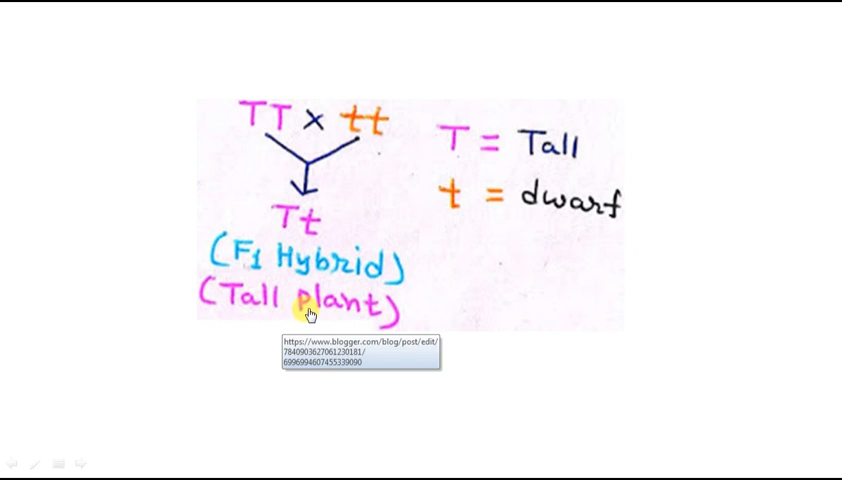 TT × tt
T = Tall
t = dwarf
Tt
(F1 Hybrid)
(Tall plant)
https://www.blogger.com/blog/post/edit/
7840903627061230181/
6996994607455339090